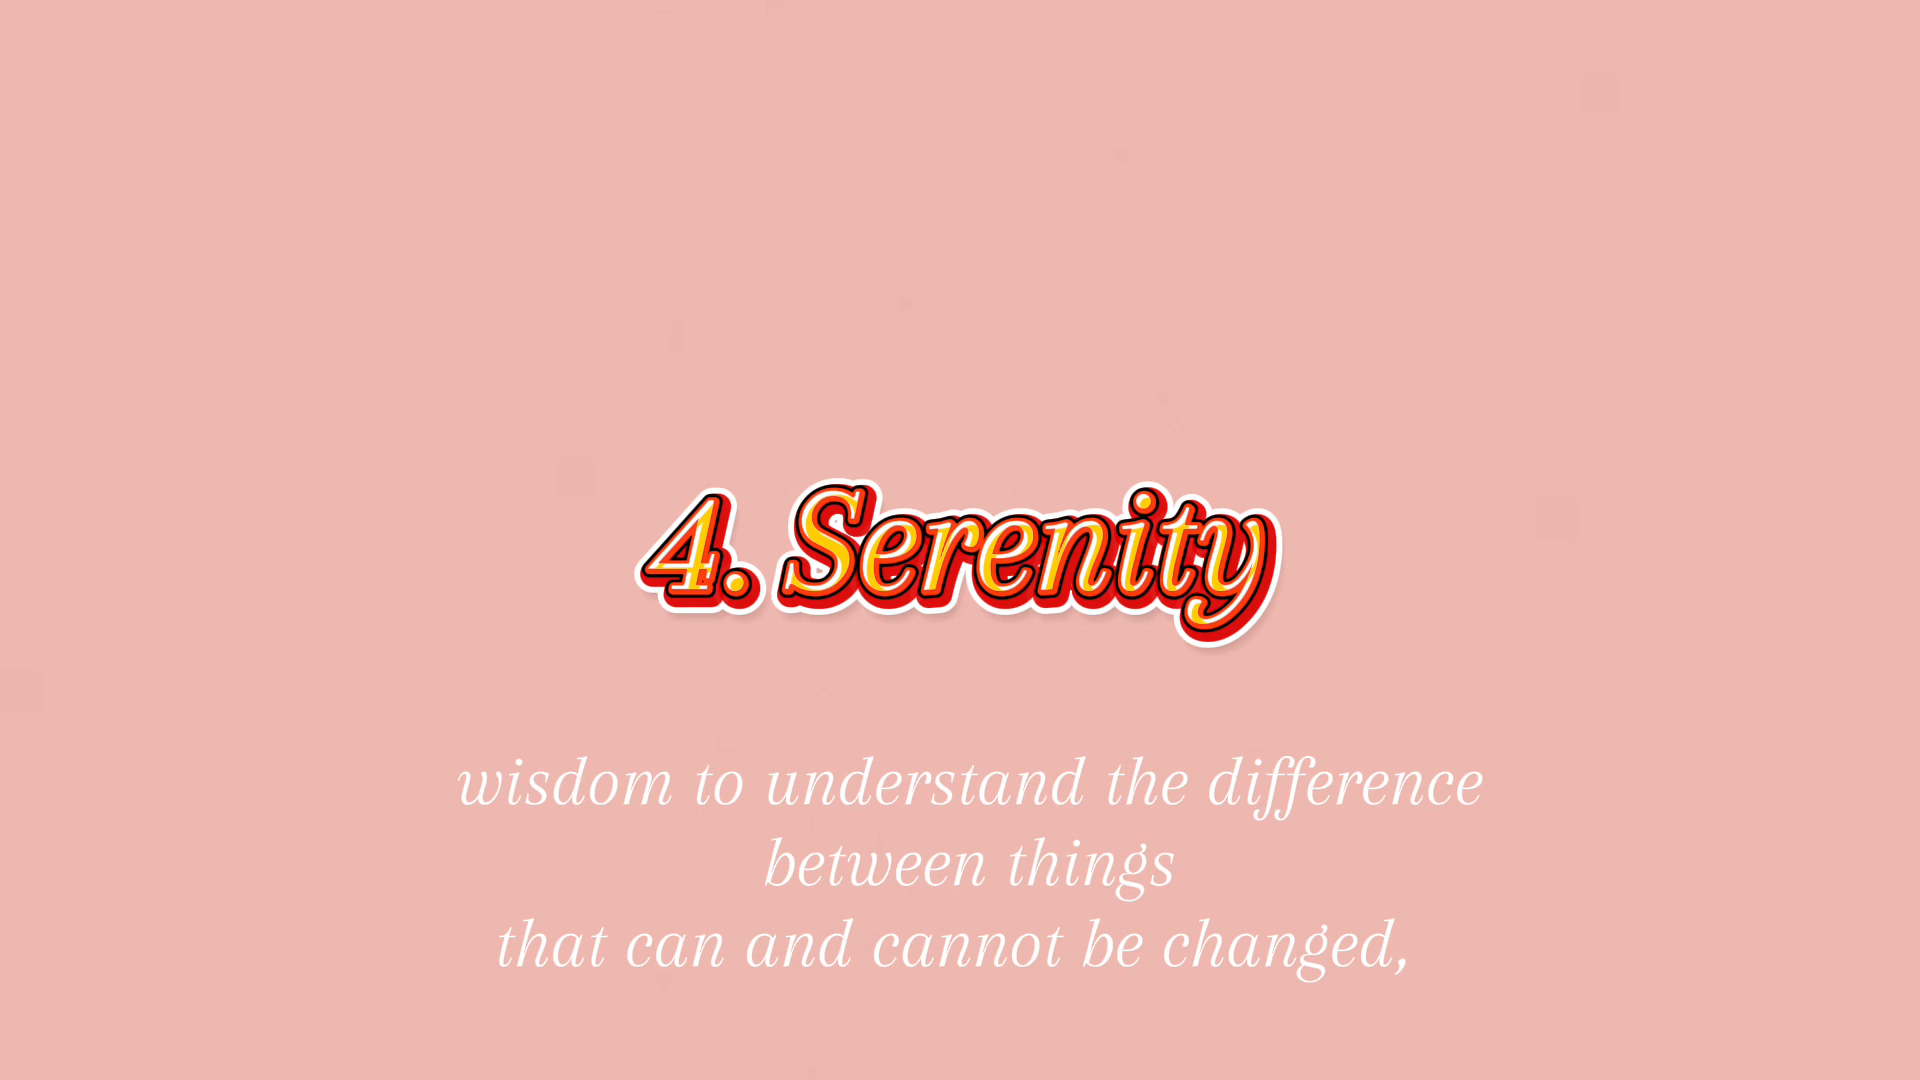 4. Serenity
wisdom to understand the difference
between things
that can and cannot be changed,